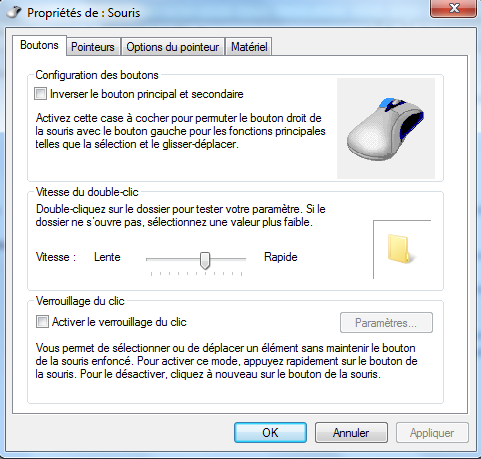 Propriétés de : Souris
Boutons
Pointeurs
Options du pointeur
Matériel
Configuration des boutons
Inverser le bouton principal et secondaire
Activez cette case à cocher pour permuter le bouton droit de
la souris avec le bouton gauche pour les fonctions principales
telles que la sélection et le glisser-déplacer.
Vitesse du double-clic
Double-cliquez sur le dossier pour tester votre paramètre. Si le
dossier ne s'ouvre pas, sélectionnez une valeur plus faible.
Vitesse :
Lente
Rapide
Verrouillage du clic
Activer le verrouillage du clic
Paramètres...
Vous permet de sélectionner ou de déplacer un élément sans maintenir le bouton
de la souris enfoncé. Pour activer ce mode, appuyez rapidement sur le bouton de
la souris. Pour le désactiver, cliquez à nouveau sur le bouton de la souris.
OK
Annuler
Appliquer